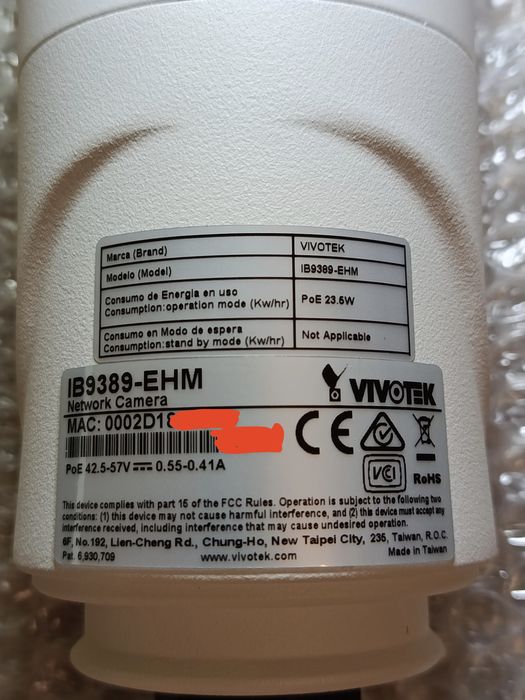 Marca (Brand) VIVOTEK
Modelo (Model) IB9389-EHM
Consumo de Energia en uso
Consumption:operation mode (Kw/hr) PoE 23.5W
Consumo en Modo de espera
Consumption:stand by mode (Kw/hr) Not Applicable
IB9389-EHM
Network Camera
VIVOTEK
MAC: 0002D1
CE
VCCI
RoHS
PoE 42.5-57V 0.55-0.41A
This device complies with part 15 of the FCC Rules. Operation is subject to the following two
conditions: (1) this device may not cause harmful interference, and (2) this device must accept any
interference received, including interference that may cause undesired operation.
6F, No.192, Lien-Cheng Rd., Chung-Ho, New Taipei City, 235, Taiwan, R.O.C.
Pat. 6,930,709 www.vivotek.com Made in Taiwan